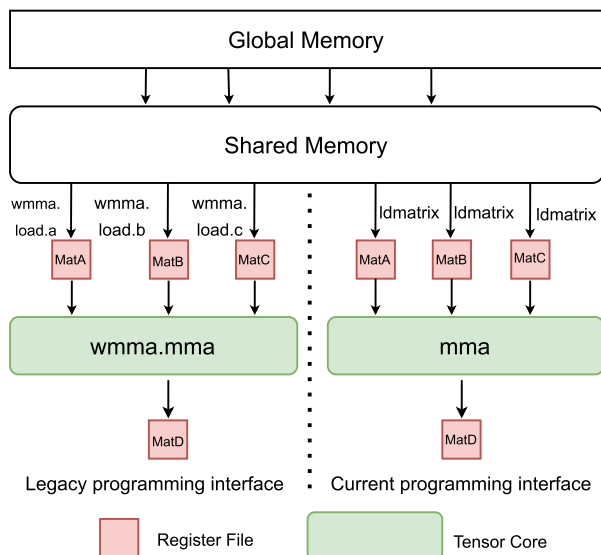 Global Memory
Shared Memory
wmma.
load.a
wmma.
load.b
wmma.
load.c
ldmatrix
ldmatrix
ldmatrix
MatA
MatB
MatC
MatA
MatB
MatC
wmma.mma
mma
MatD
MatD
Legacy programming interface
Current programming interface
Register File
Tensor Core